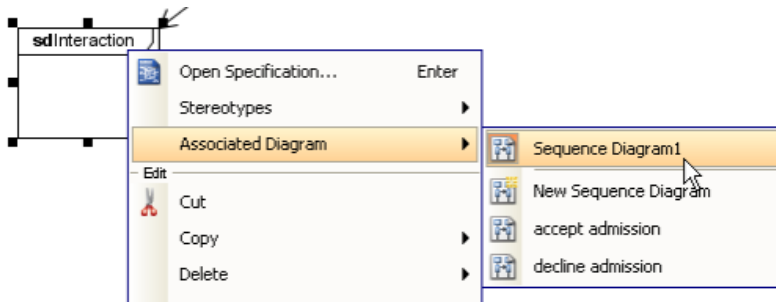 sdInteraction
Open Specification... Enter
Stereotypes
Associated Diagram
Sequence Diagram1
Edit
New Sequence Diagram
Cut
accept admission
Copy
decline admission
Delete